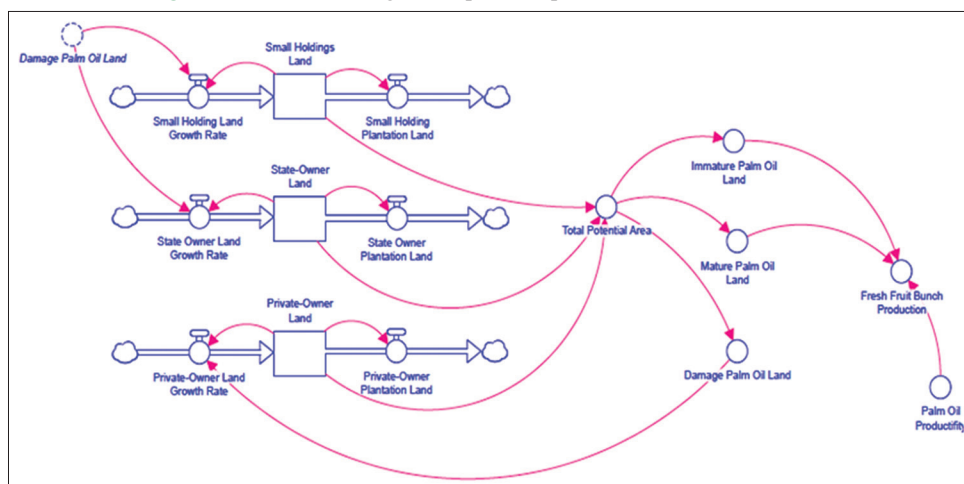 Damage Palm Oil Land
Small Holdings
Land
Small Holding Land
Growth Rate
Small Holding
Plantation Land
State-Owner
Land
State Owner Land
Growth Rate
State Owner
Plantation Land
Private-Owner
Land
Private-Owner Land
Growth Rate
Private-Owner
Plantation Land
Total Potential Area
Immature Palm Oil
Land
Mature Palm Oil
Land
Damage Palm Oil Land
Fresh Fruit Bunch
Production
Palm Oil
Productifity